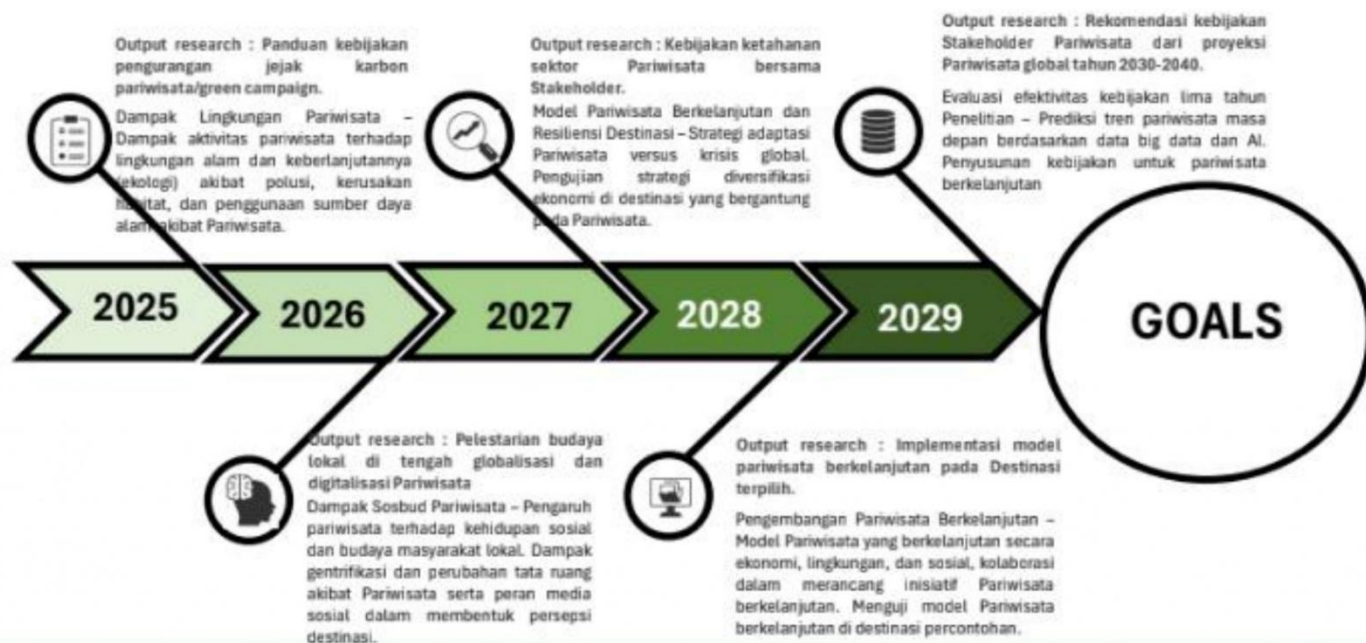 Output research : Panduan kebijakan
pengurangan jejak karbon
pariwisata/green campaign.
Dampak Lingkungan Pariwisata –
Dampak aktivitas pariwisata terhadap
lingkungan alam dan keberlanjutannya
(ekologi) akibat polusi, kerusakan
habitat, dan penggunaan sumber daya
alam akibat Pariwisata.
Output research : Kebijakan ketahanan
sektor Pariwisata bersama
Stakeholder.
Model Pariwisata Berkelanjutan dan
Resiliensi Destinasi – Strategi adaptasi
Pariwisata versus krisis global.
Pengujian strategi diversifikasi
ekonomi di destinasi yang bergantung
pada Pariwisata.
Output research : Rekomendasi kebijakan
Stakeholder Pariwisata dari proyeksi
Pariwisata global tahun 2030-2040.
Evaluasi efektivitas kebijakan lima tahun
Penelitian – Prediksi tren pariwisata masa
depan berdasarkan data big data dan AI.
Penyusunan kebijakan untuk pariwisata
berkelanjutan
2025
2026
2027
2028
2029
GOALS
Output research : Pelestarian budaya
lokal di tengah globalisasi dan
digitalisasi Pariwisata
Dampak Sosbud Pariwisata – Pengaruh
pariwisata terhadap kehidupan sosial
dan budaya masyarakat lokal. Dampak
gentrifikasi dan perubahan tata ruang
akibat Pariwisata serta peran media
sosial dalam membentuk persepsi
destinasi.
Output research : Implementasi model
pariwisata berkelanjutan pada Destinasi
terpilih.
Pengembangan Pariwisata Berkelanjutan –
Model Pariwisata yang berkelanjutan secara
ekonomi, lingkungan, dan sosial, kolaborasi
dalam merancang inisiatif Pariwisata
berkelanjutan. Menguji model Pariwisata
berkelanjutan di destinasi percontohan.